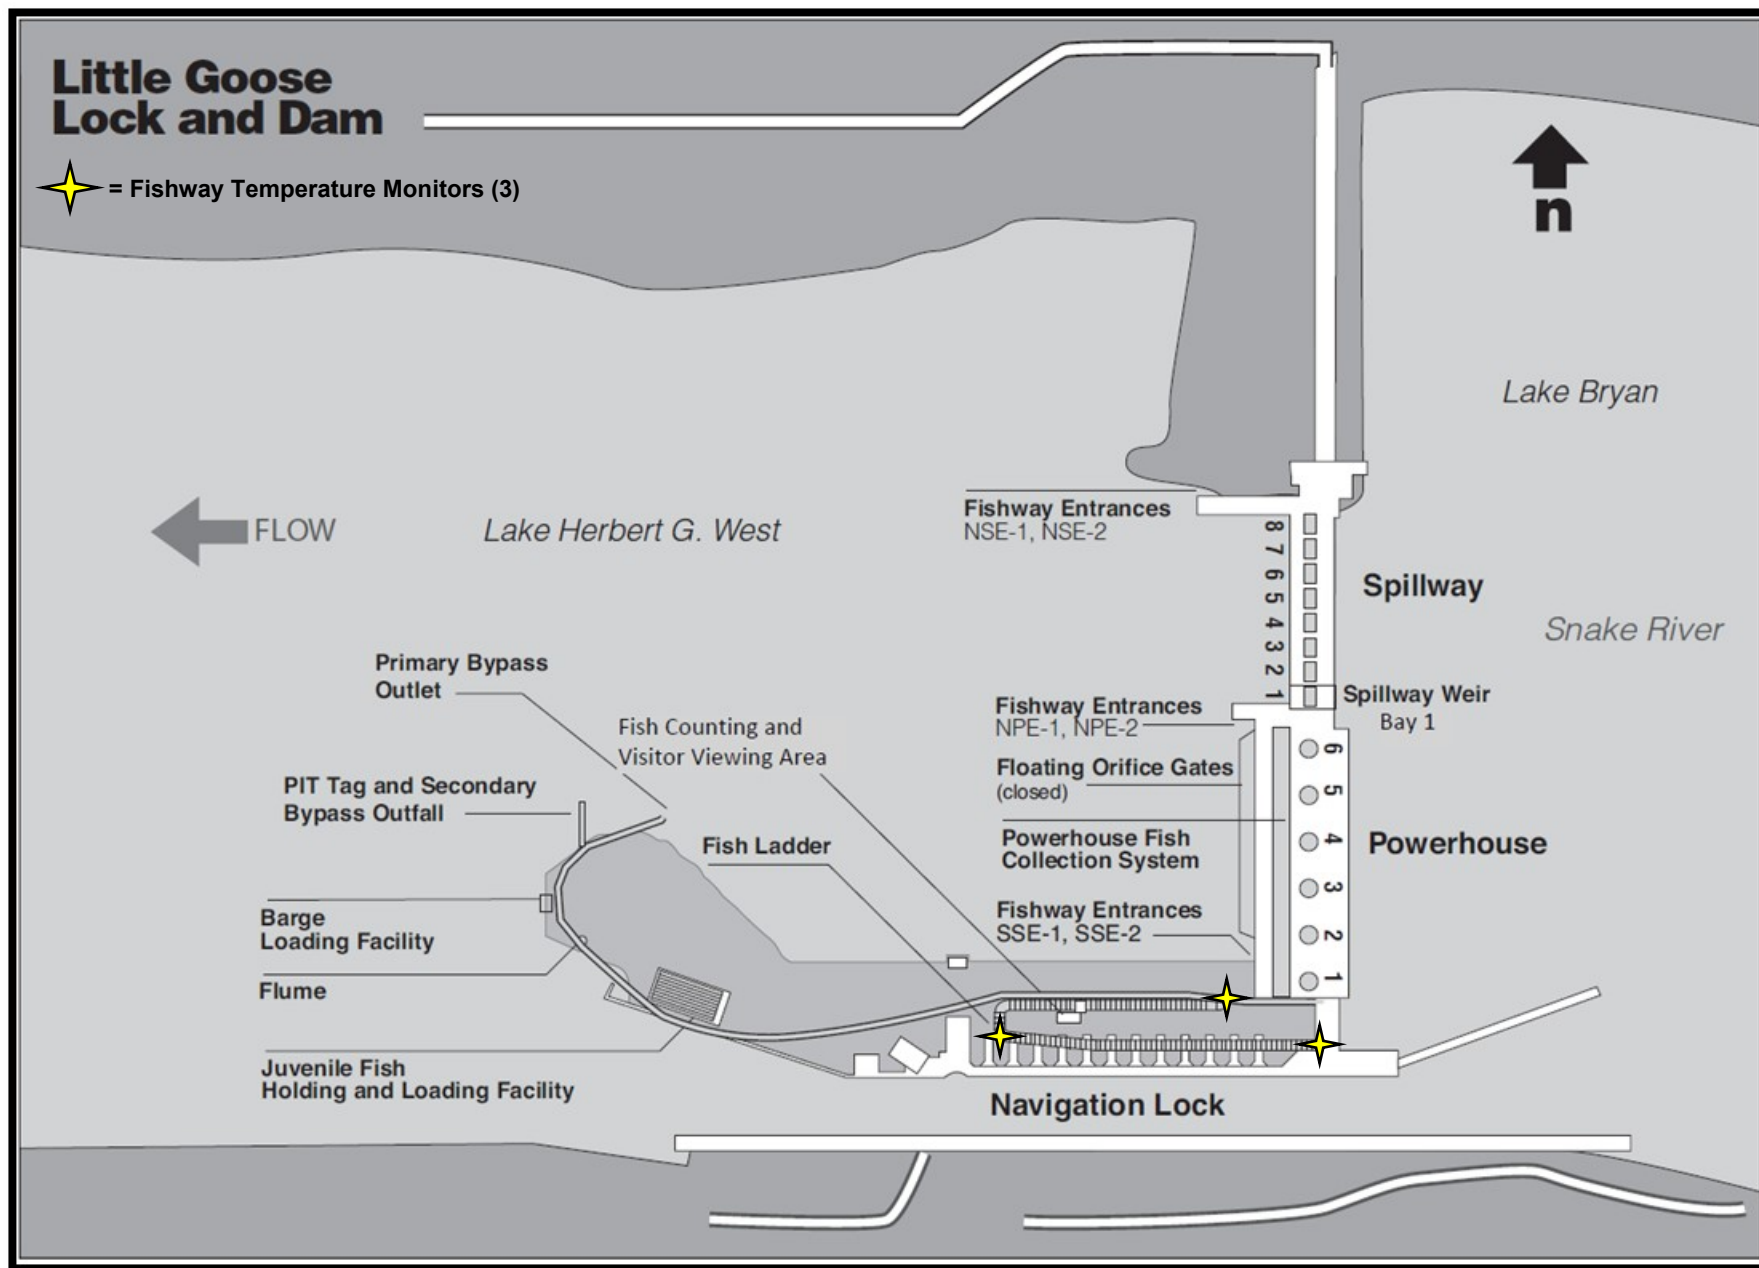 Little Goose
Lock and Dam
= Fishway Temperature Monitors (3)
n
Lake Bryan
FLOW
Lake Herbert G. West
Fishway Entrances
NSE-1, NSE-2
8
7
6
5
4
3
2
1
Spillway
Snake River
Primary Bypass
Outlet
Fish Counting and
Visitor Viewing Area
Fishway Entrances
NPE-1, NPE-2
Spillway Weir
Bay 1
Floating Orifice Gates
(closed)
PIT Tag and Secondary
Bypass Outfall
Fish Ladder
Powerhouse Fish
Collection System
6
5
4
3
2
1
Powerhouse
Fishway Entrances
SSE-1, SSE-2
Barge
Loading Facility
Flume
Juvenile Fish
Holding and Loading Facility
Navigation Lock